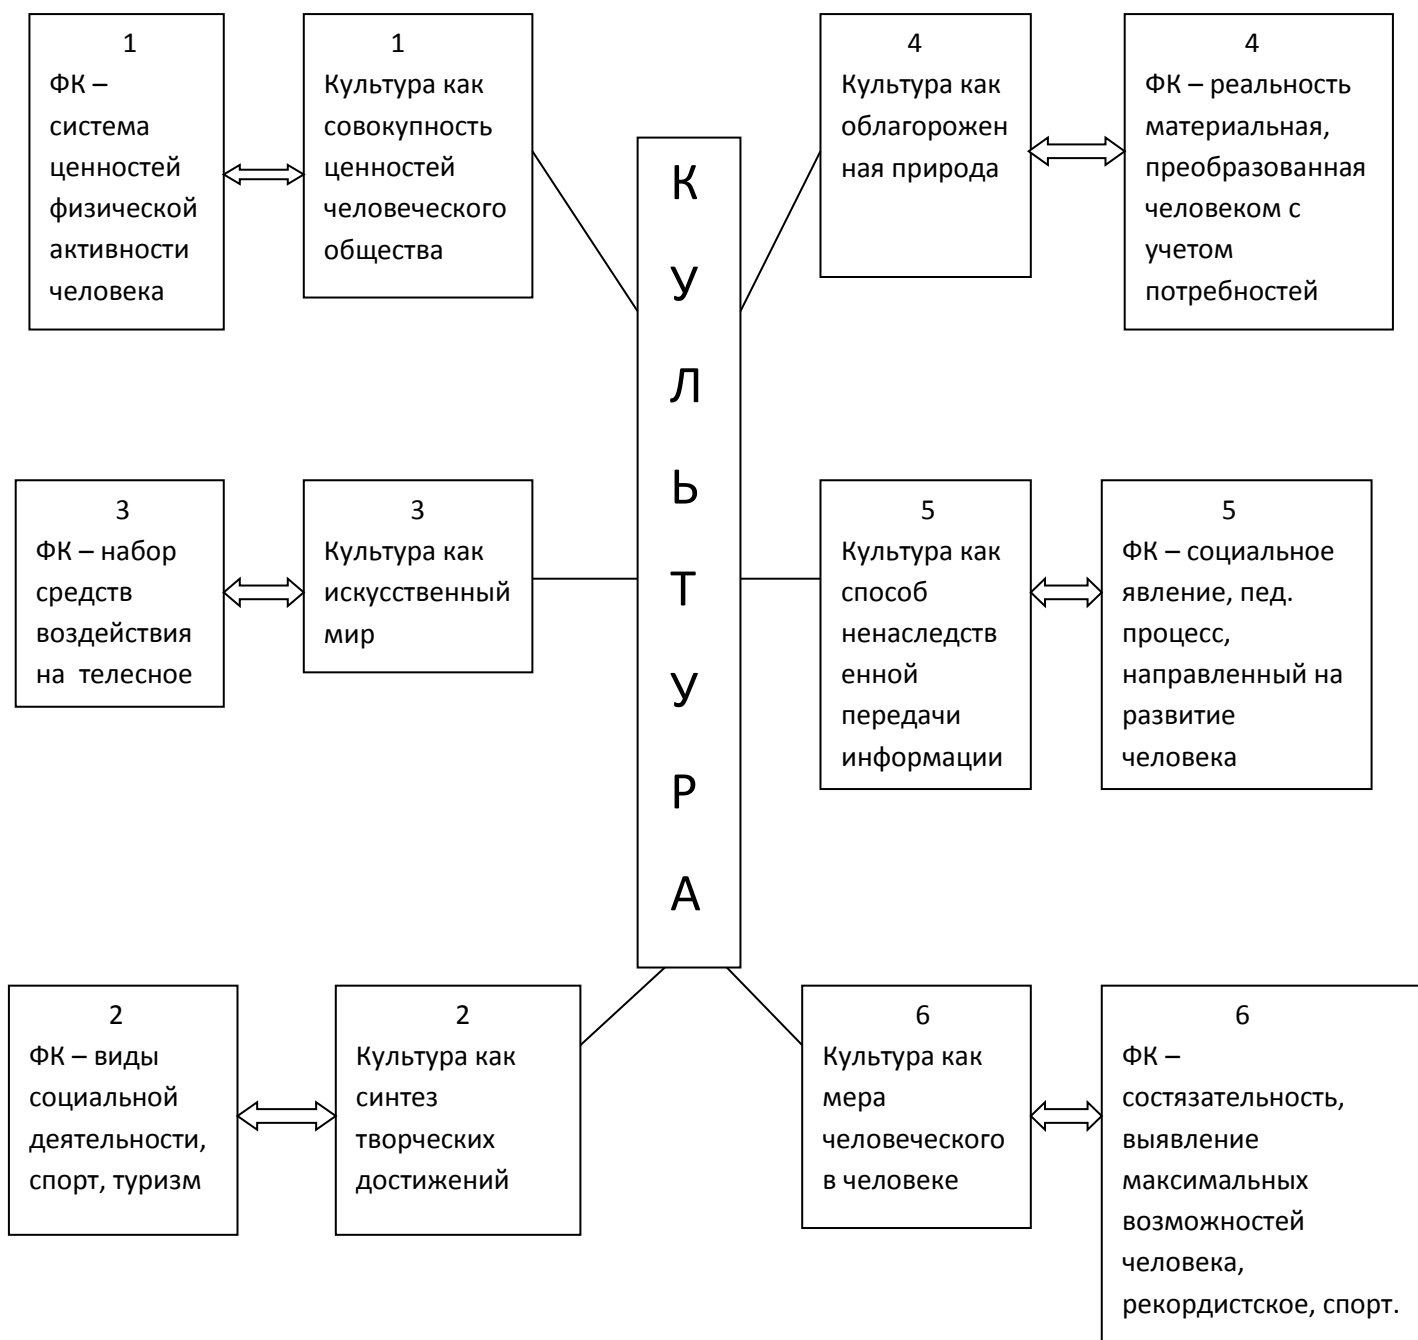 1
ФК –
система
ценностей
физической
активности
человека
1
Культура как
совокупность
ценностей
человеческого
общества
К
У
Л
Ь
Т
У
Р
А
4
Культура как
облагорожен
ная природа
4
ФК – реальность
материальная,
преобразованная
человеком с
учетом
потребностей
3
ФК – набор
средств
воздействия
на телесное
3
Культура как
искусственный
мир
5
Культура как
способ
ненаследств
енной
передачи
информации
5
ФК – социальное
явление, пед.
процесс,
направленный на
развитие
человека
2
ФК – виды
социальной
деятельности,
спорт, туризм
2
Культура как
синтез
творческих
достижений
6
Культура как
мера
человеческого
в человеке
6
ФК –
состязательность,
выявление
максимальных
возможностей
человека,
рекордистское, спорт.